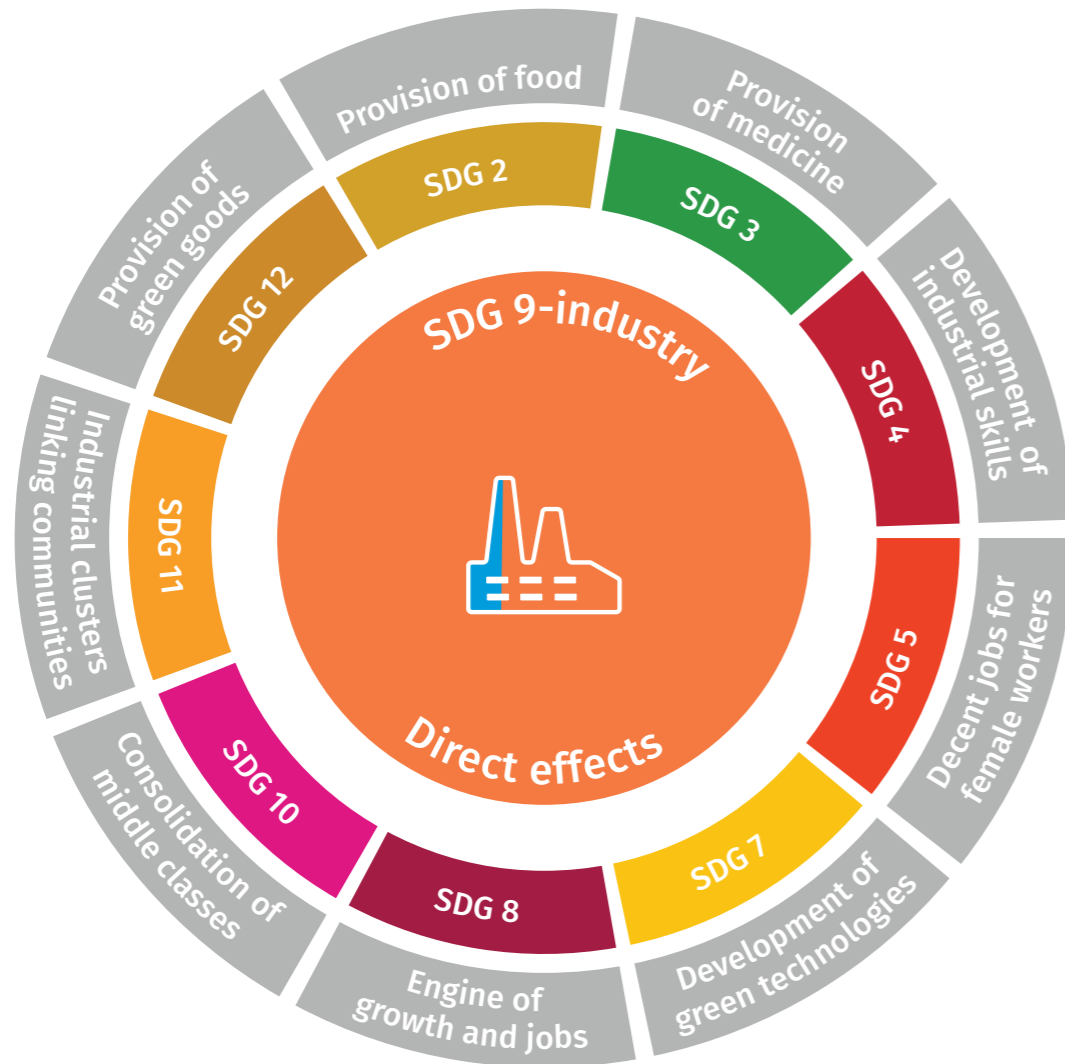 SDG 9-industry
Direct effects
SDG 2
Provision of food
SDG 3
Provision
of medicine
SDG 4
Development of
industrial skills
SDG 5
Decent jobs for
female workers
SDG 7
Development of
green technologies
SDG 8
Engine of
growth and jobs
SDG 10
Consolidation of
middle classes
SDG 11
Industrial clusters
linking communities
SDG 12
Provision of
green goods